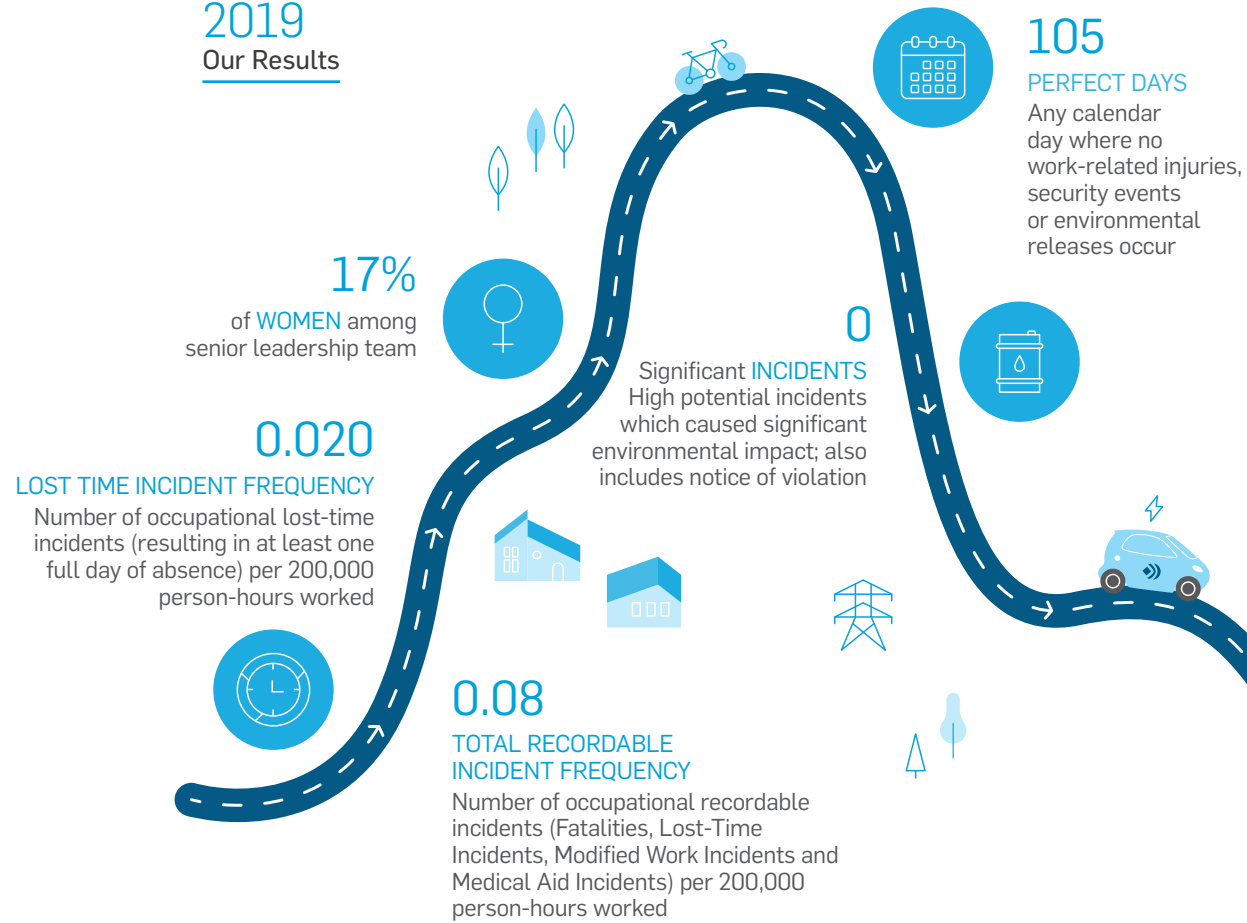 2019
Our Results
105
PERFECT DAYS
Any calendar
day where no
work-related injuries,
security events
or environmental
releases occur
17%
of WOMEN among
senior leadership team
0
Significant INCIDENTS
High potential incidents
which caused significant
environmental impact; also
includes notice of violation
0.020
LOST TIME INCIDENT FREQUENCY
Number of occupational lost-time
incidents (resulting in at least one
full day of absence) per 200,000
person-hours worked
0.08
TOTAL RECORDABLE
INCIDENT FREQUENCY
Number of occupational recordable
incidents (Fatalities, Lost-Time
Incidents, Modified Work Incidents and
Medical Aid Incidents) per 200,000
person-hours worked